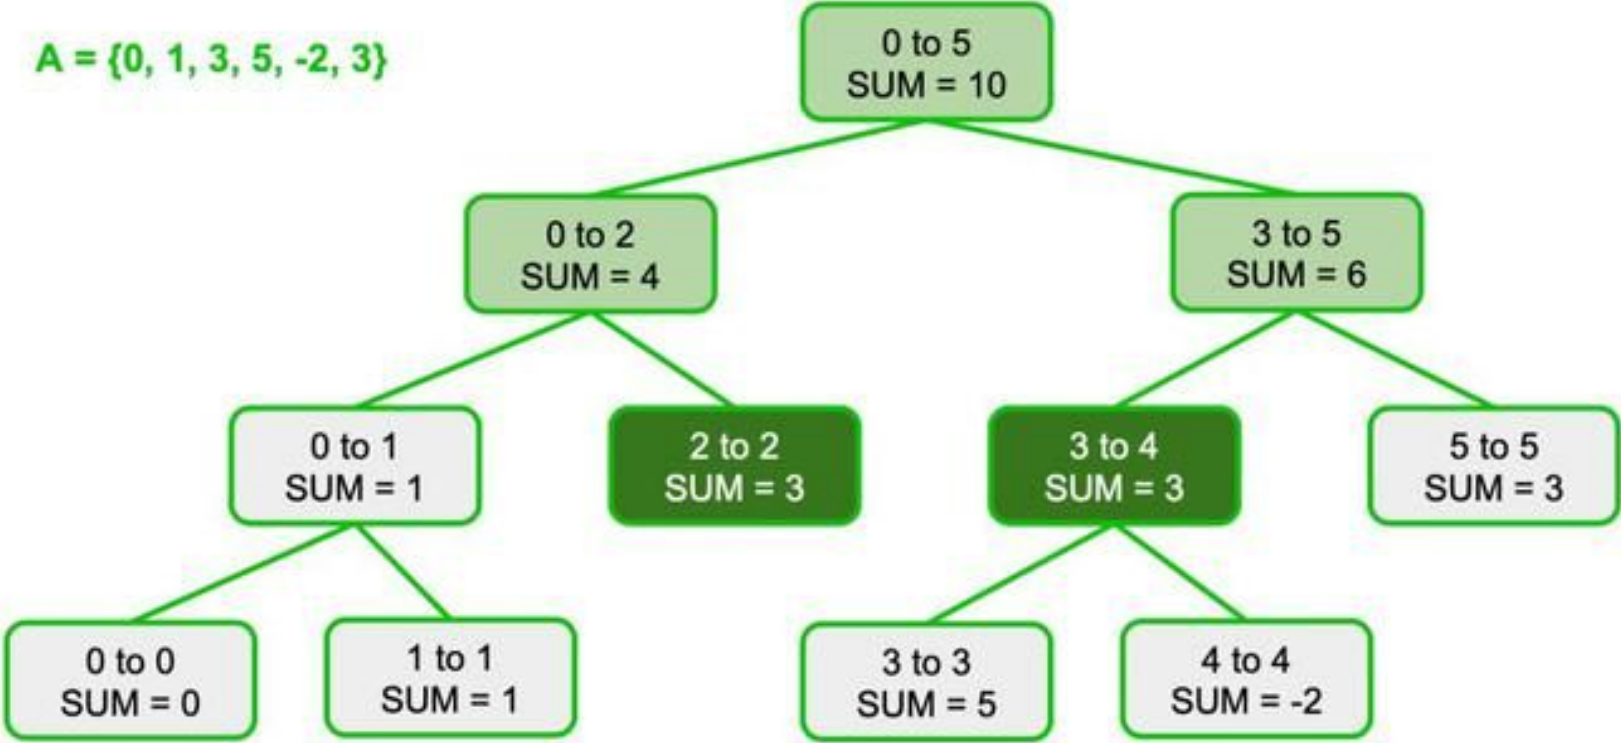 A = {0, 1, 3, 5, -2, 3}
0 to 5
SUM = 10
0 to 2
SUM = 4
3 to 5
SUM = 6
0 to 1
SUM = 1
2 to 2
SUM = 3
3 to 4
SUM = 3
5 to 5
SUM = 3
0 to 0
SUM = 0
1 to 1
SUM = 1
3 to 3
SUM = 5
4 to 4
SUM = -2